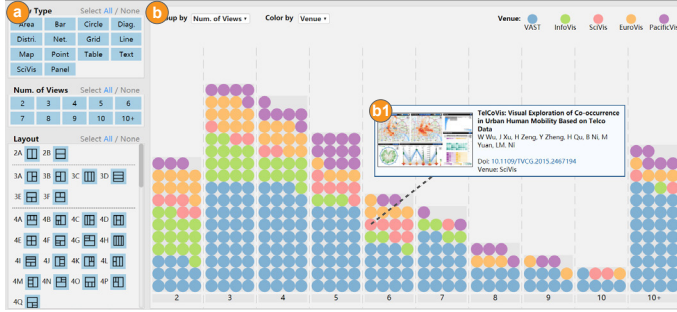 a
y Type Select All / None
Area Bar Circle Diag.
Distri. Net. Grid Line
Map Point Table Text
SciVis Panel
Num. of Views Select All / None
2 3 4 5 6
7 8 9 10 10+
Layout Select All / None
2A 2B
3A 3B 3C 3D
3E 3F
4A 4B 4C 4D
4E 4F 4G 4H
4I 4J 4K 4L
4M 4N 4O 4P
4Q
b
oup by Num. of Views Color by Venue Venue:
VAST InfoVis SciVis EuroVis PacificVis
b1
TelCoVis: Visual Exploration of Co-occurrence
in Urban Human Mobility Based on Telco
Data
W Wu, J Xu, H Zeng, Y Zheng, H Qu, B Ni, M
Yuan, LM. Ni
Doi: 10.1109/TVCG.2015.2467194
Venue: SciVis
2 3 4 5 6 7 8 9 10 10+